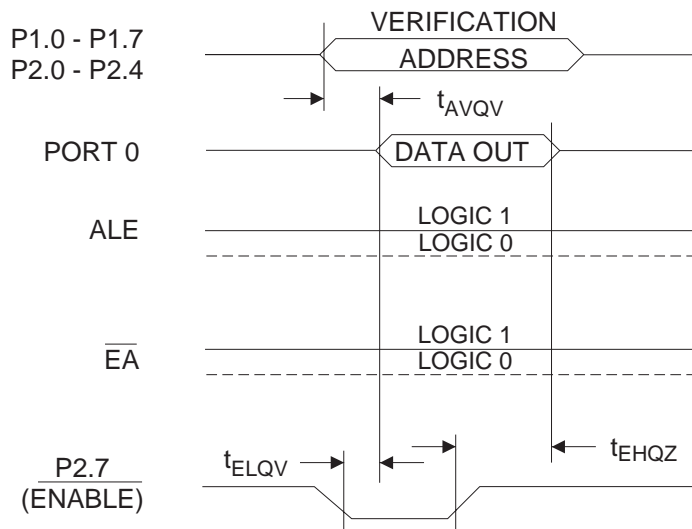 P1.0 - P1.7
P2.0 - P2.4
VERIFICATION
ADDRESS
tAVQV
PORT 0
DATA OUT
ALE
LOGIC 1
LOGIC 0
EA
LOGIC 1
LOGIC 0
P2.7
(ENABLE)
tELQV
tEHQZ